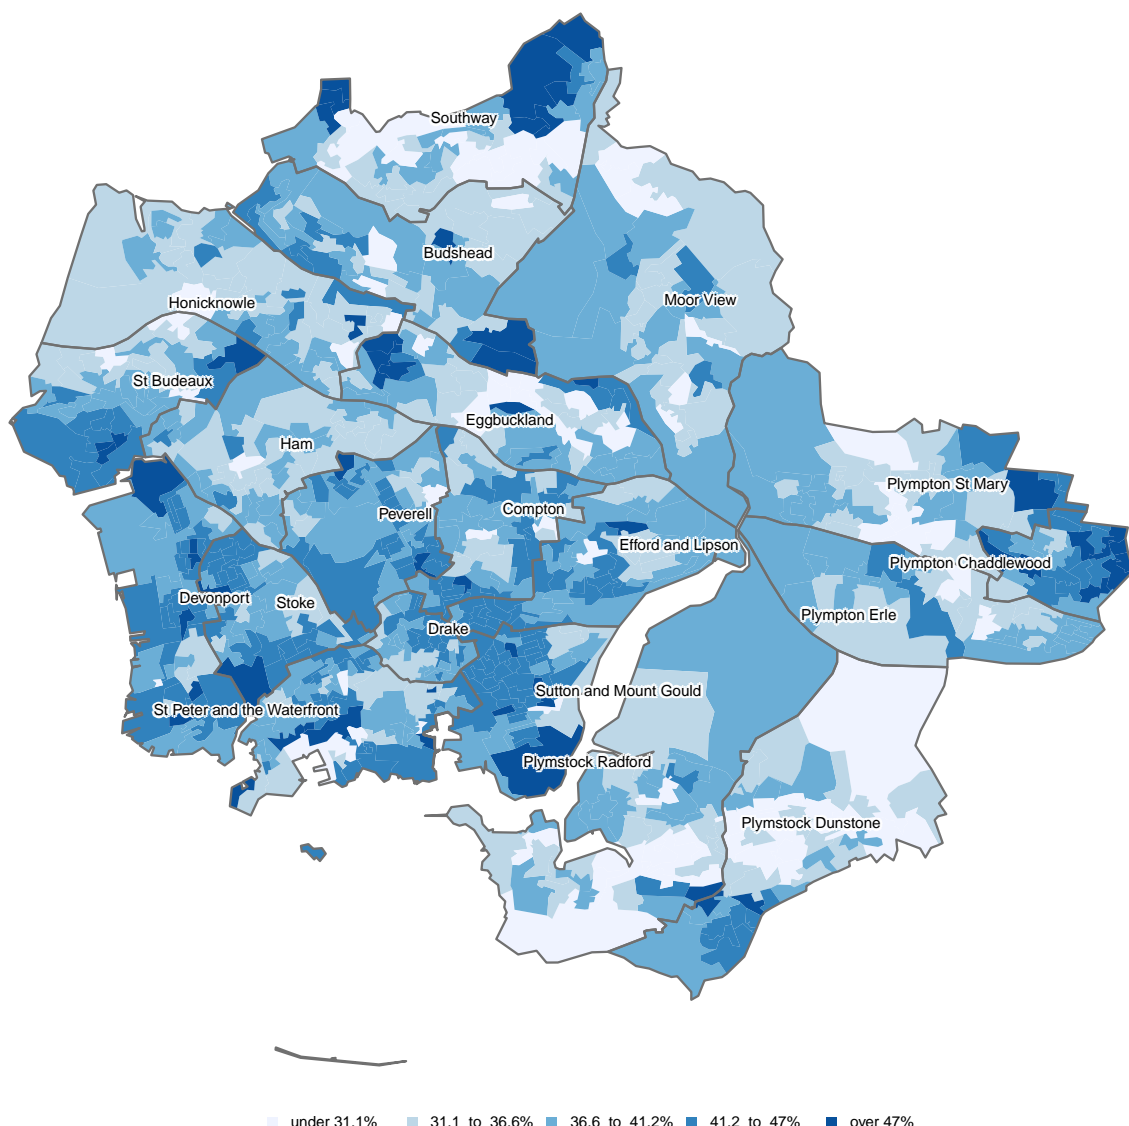 Southway
Budshead
Honicknowle
Moor View
St Budeaux
Eggbuckland
Ham
Plympton St Mary
Compton
Peverell
Efford and Lipson
Plympton Chaddlewood
Devonport
Stoke
Plympton Erle
Drake
Sutton and Mount Gould
St Peter and the Waterfront
Plymstock Radford
Plymstock Dunstone
under 31.1% 31.1 to 36.6% 36.6 to 41.2% 41.2 to 47% over 47%